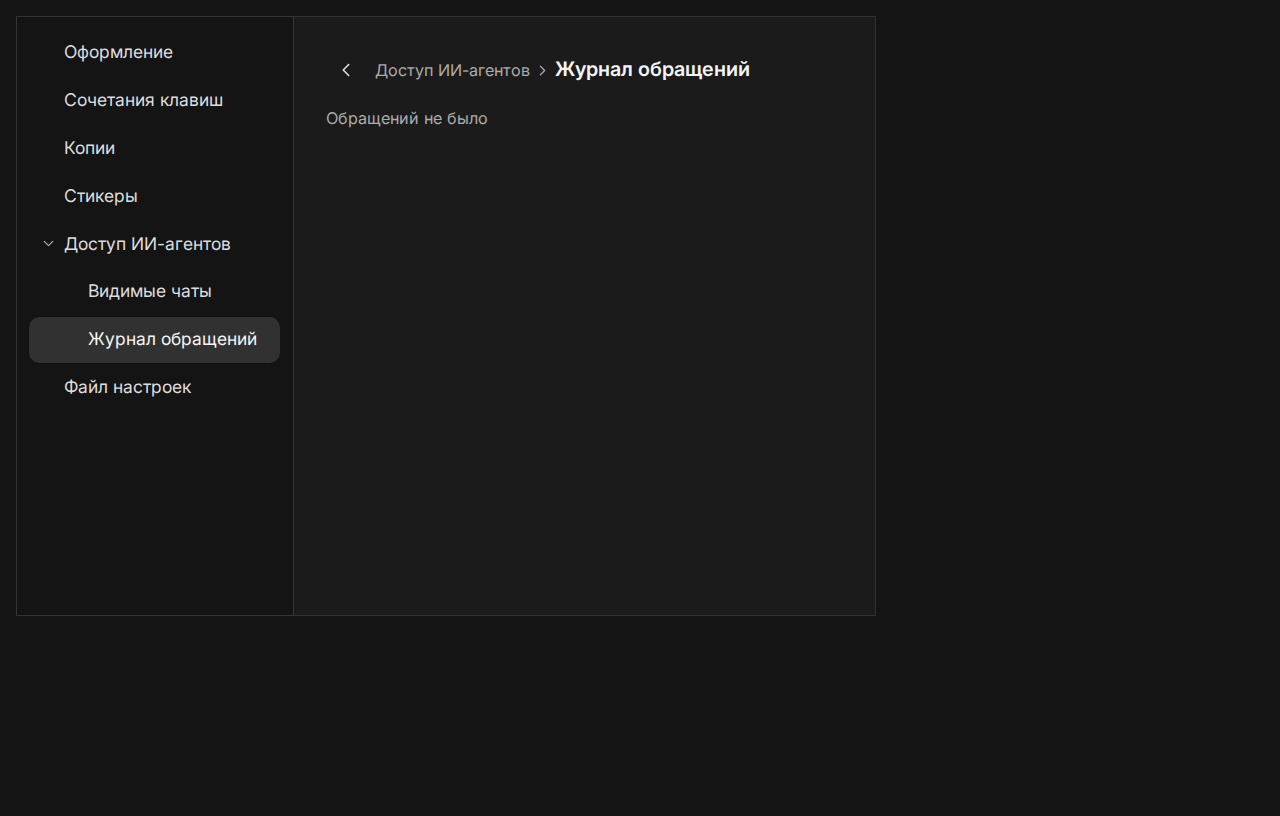 Оформление
Сочетания клавиш
Копии
Стикеры
Доступ ИИ-агентов
Видимые чаты
Журнал обращений
Файл настроек
Доступ ИИ-агентов > Журнал обращений
Обращений не было